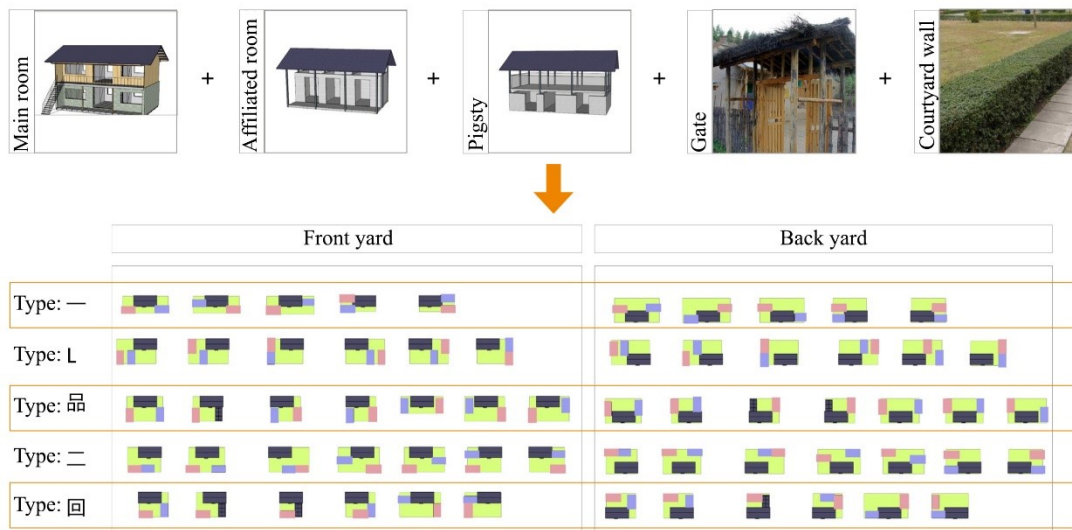 Main room
+
Affiliated room
+
Pigsty
+
Gate
+
Courtyard wall
Front yard
Back yard
Type: 一
Type: L
Type: 品
Type: 二
Type: 回